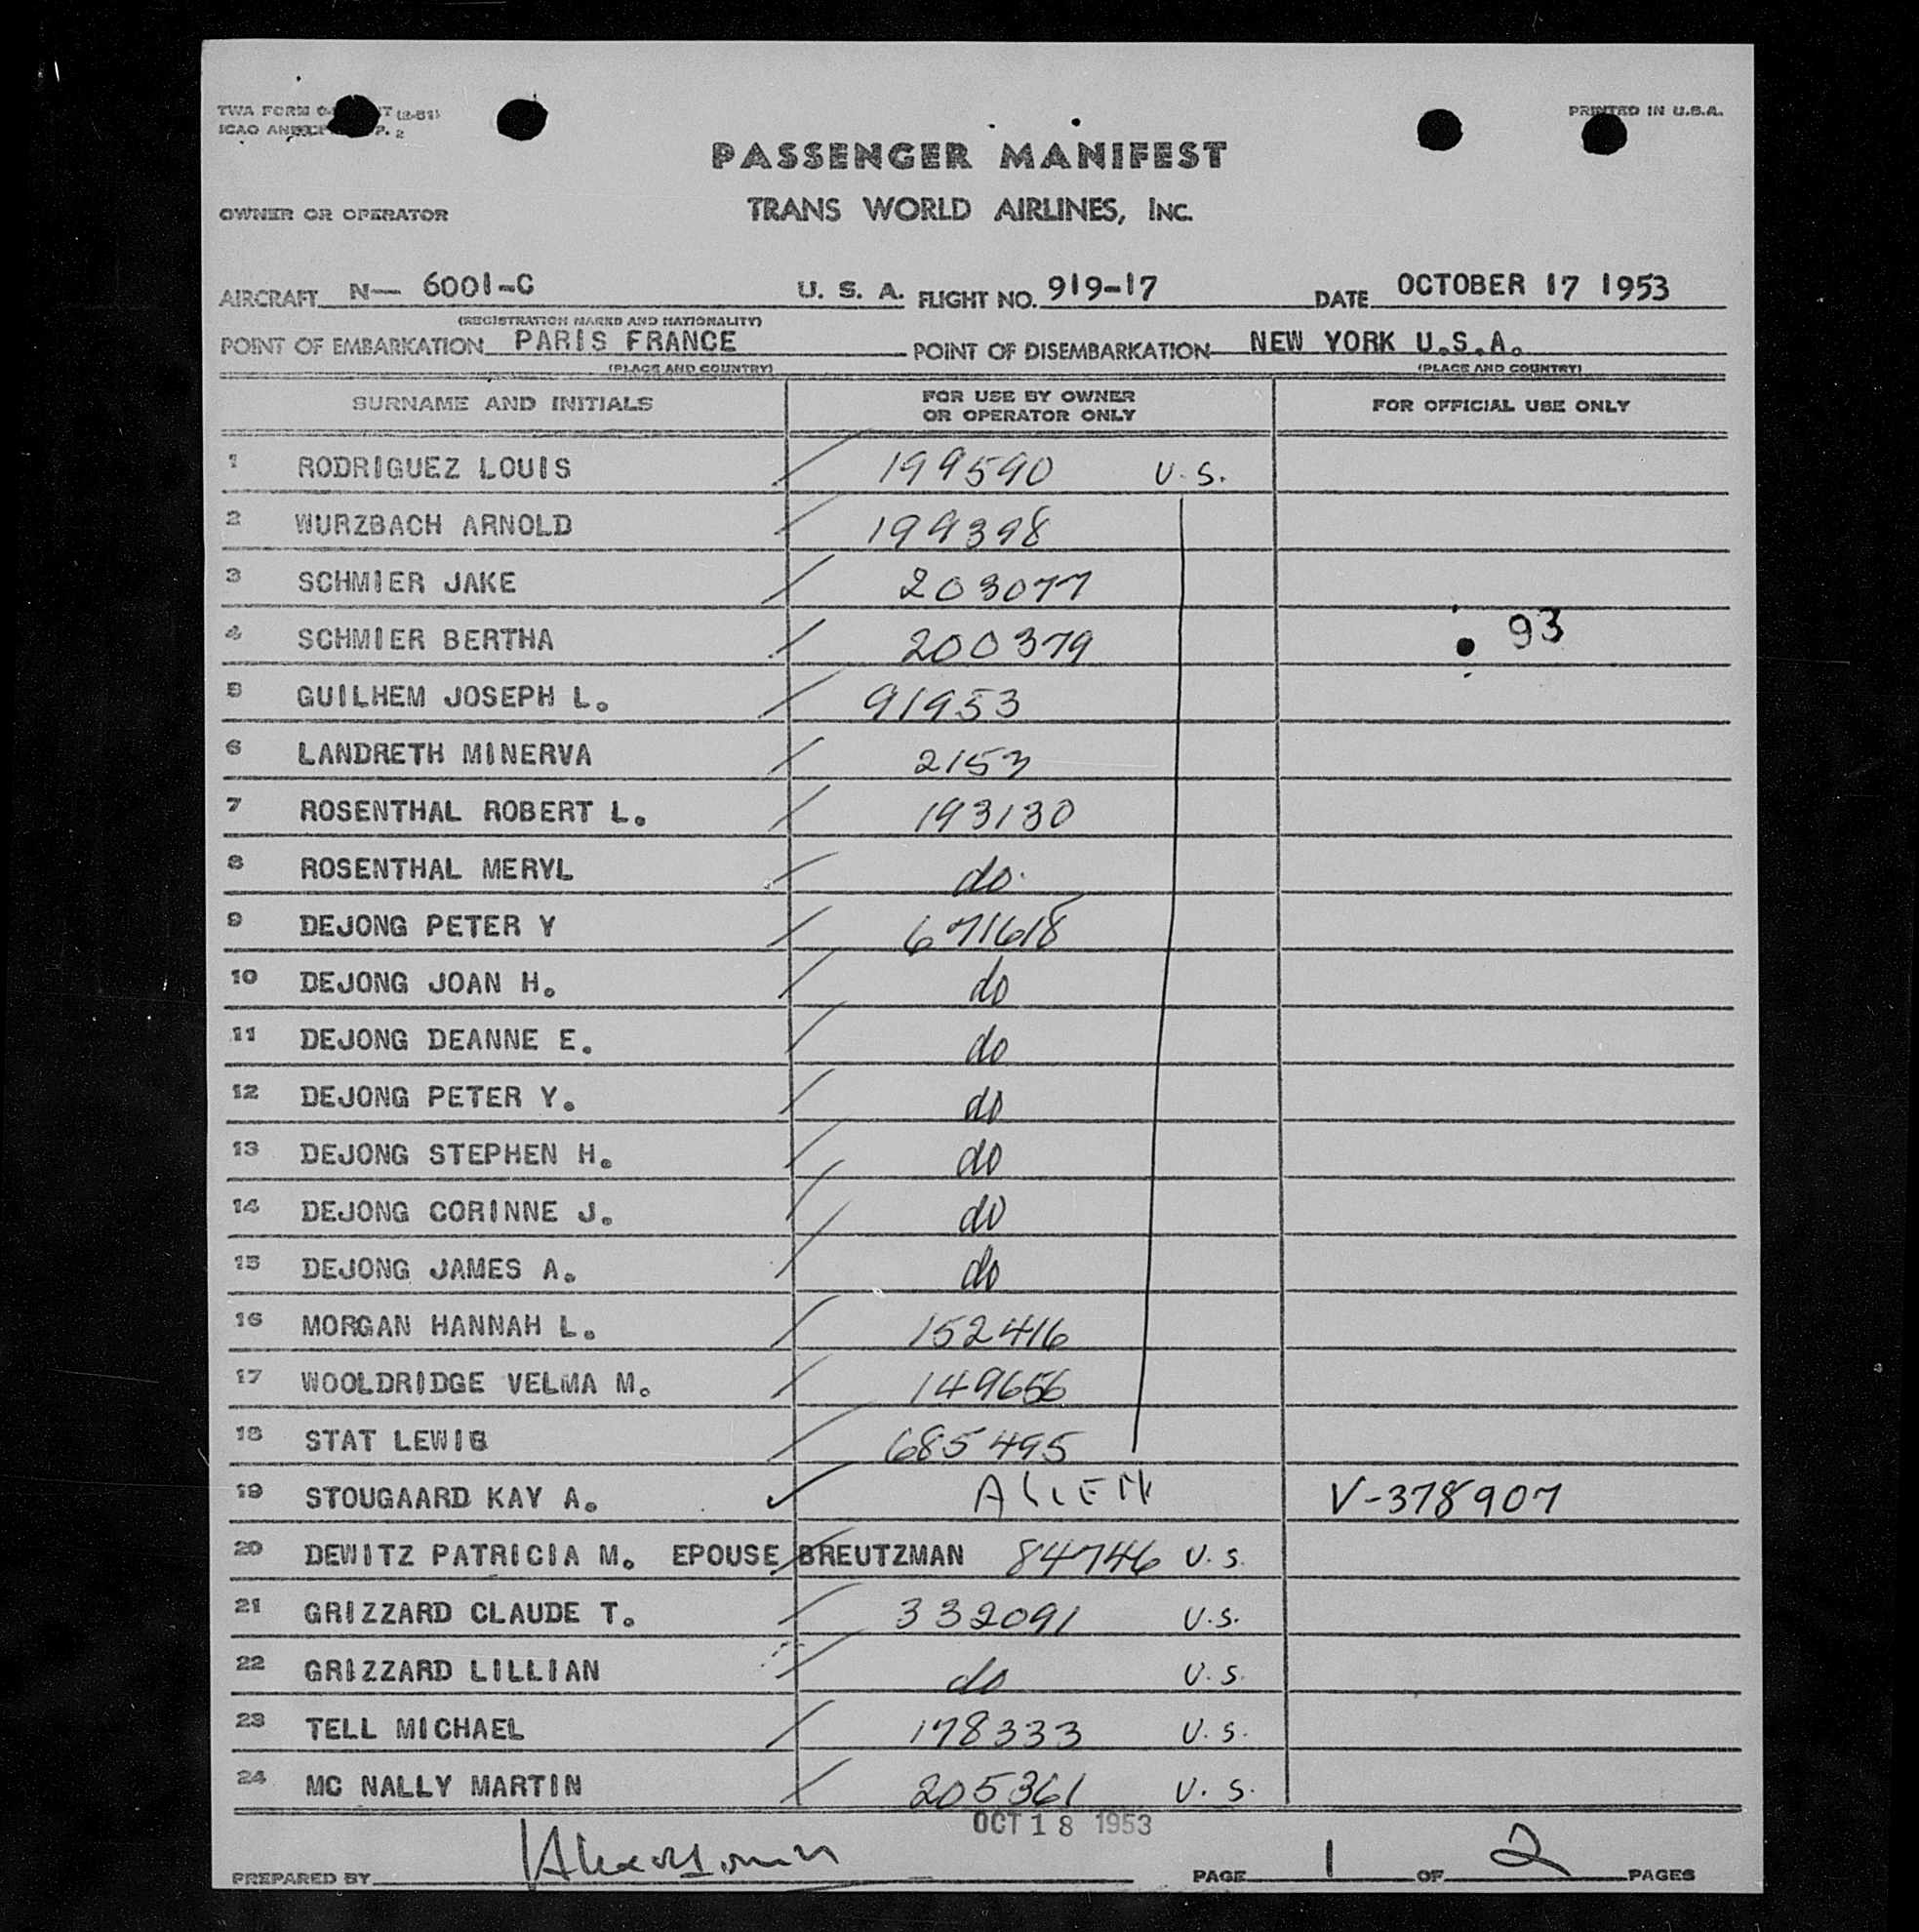 TWA FORM (2-51)
PRINTED IN U.S.A.
ICAO P. 2
PASSENGER MANIFEST
OWNER OR OPERATOR
TRANS WORLD AIRLINES, INC.
AIRCRAFT N— 6001-C U. S. A. FLIGHT NO. 919-17 DATE OCTOBER 17 1953
(REGISTRATION MARKS AND NATIONALITY)
POINT OF EMBARKATION PARIS FRANCE POINT OF DISEMBARKATION NEW YORK U.S.A.
(PLACE AND COUNTRY) (PLACE AND COUNTRY)
SURNAME AND INITIALS FOR USE BY OWNER OR OPERATOR ONLY FOR OFFICIAL USE ONLY
1 RODRIGUEZ LOUIS 199590 U.S.
2 WURZBACH ARNOLD 199398
3 SCHMIER JAKE 203077
4 SCHMIER BERTHA 200379 93
5 GUILHEM JOSEPH L. 91953
6 LANDRETH MINERVA 2153
7 ROSENTHAL ROBERT L. 193130
8 ROSENTHAL MERYL do.
9 DEJONG PETER Y 671618
10 DEJONG JOAN H. do
11 DEJONG DEANNE E. do
12 DEJONG PETER Y. do
13 DEJONG STEPHEN H. do
14 DEJONG CORINNE J. do
15 DEJONG JAMES A. do
16 MORGAN HANNAH L. 152416
17 WOOLDRIDGE VELMA M. 149656
18 STAT LEWIS 685495
19 STOUGAARD KAY A. ALIEN V-378907
20 DEWITZ PATRICIA M. EPOUSE BREUTZMAN 84746 U.S.
21 GRIZZARD CLAUDE T. 332091 U.S.
22 GRIZZARD LILLIAN do U.S.
23 TELL MICHAEL 178333 U.S.
24 MC NALLY MARTIN 205361 U.S.
OCT 18 1953
PREPARED BY PAGE 1 OF 2 PAGES